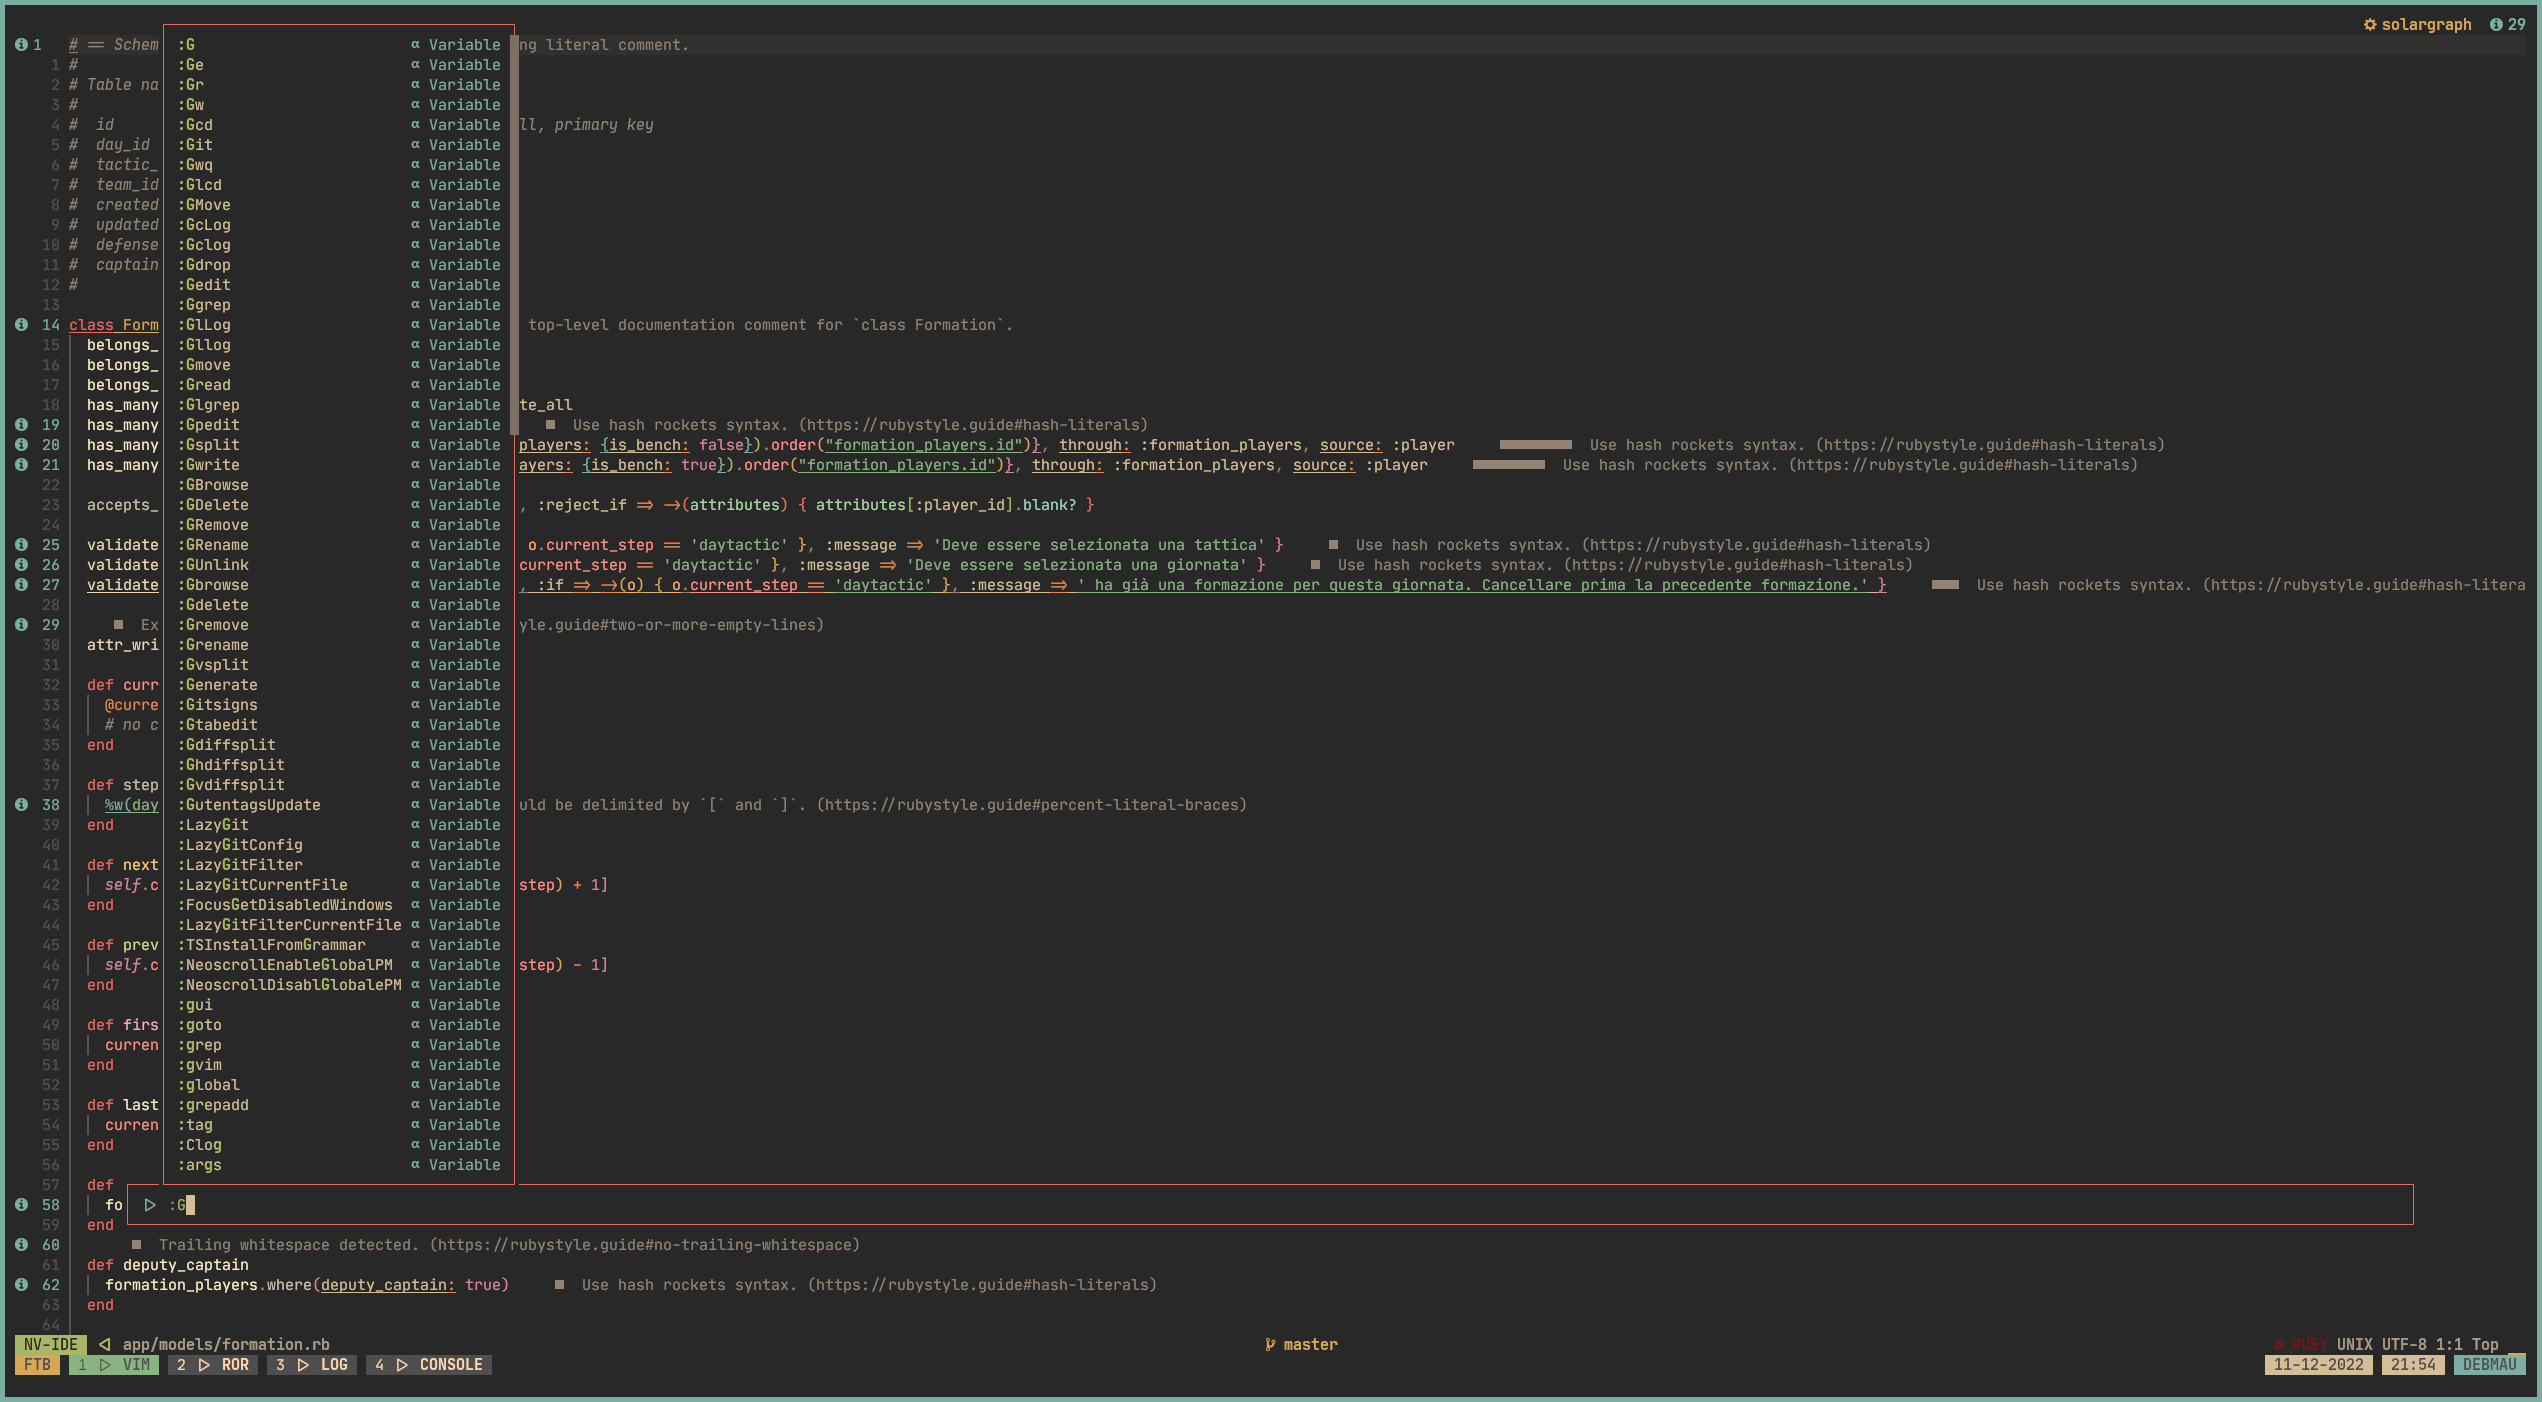 solargraph 29
1 # == Schem :G α Variable ng literal comment.
1 # :Ge α Variable
2 # Table na :Gr α Variable
3 # :Gw α Variable
4 #  id :Gcd α Variable ll, primary key
5 #  day_id :Git α Variable
6 #  tactic_ :Gwq α Variable
7 #  team_id :Glcd α Variable
8 #  created :GMove α Variable
9 #  updated :GcLog α Variable
10 #  defense :Gclog α Variable
11 #  captain :Gdrop α Variable
12 # :Gedit α Variable
13 :Ggrep α Variable
14 class Form :GlLog α Variable top-level documentation comment for `class Formation`.
15 belongs_ :Gllog α Variable
16 belongs_ :Gmove α Variable
17 belongs_ :Gread α Variable
18 has_many :Glgrep α Variable te_all
19 has_many :Gpedit α Variable ■ Use hash rockets syntax. (https://rubystyle.guide#hash-literals)
20 has_many :Gsplit α Variable players: {is_bench: false}).order("formation_players.id")}, through: :formation_players, source: :player ■■■■■■■■ Use hash rockets syntax. (https://rubystyle.guide#hash-literals)
21 has_many :Gwrite α Variable ayers: {is_bench: true}).order("formation_players.id")}, through: :formation_players, source: :player ■■■■■■■■ Use hash rockets syntax. (https://rubystyle.guide#hash-literals)
22 :GBrowse α Variable
23 accepts_ :GDelete α Variable , :reject_if => ->(attributes) { attributes[:player_id].blank? }
24 :GRemove α Variable
25 validate :GRename α Variable o.current_step == 'daytactic' }, :message => 'Deve essere selezionata una tattica' } ■ Use hash rockets syntax. (https://rubystyle.guide#hash-literals)
26 validate :GUnlink α Variable current_step == 'daytactic' }, :message => 'Deve essere selezionata una giornata' } ■ Use hash rockets syntax. (https://rubystyle.guide#hash-literals)
27 validate :Gbrowse α Variable , :if => ->(o) { o.current_step == 'daytactic' }, :message => ' ha già una formazione per questa giornata. Cancellare prima la precedente formazione.' } ■■■ Use hash rockets syntax. (https://rubystyle.guide#hash-litera
28 :Gdelete α Variable
29 ■ Ex :Gremove α Variable yle.guide#two-or-more-empty-lines)
30 attr_wri :Grename α Variable
31 :Gvsplit α Variable
32 def curr :Generate α Variable
33 @curre :Gitsigns α Variable
34 # no c :Gtabedit α Variable
35 end :Gdiffsplit α Variable
36 :Ghdiffsplit α Variable
37 def step :Gvdiffsplit α Variable
38 %w(day :GutentagsUpdate α Variable uld be delimited by `[` and `]`. (https://rubystyle.guide#percent-literal-braces)
39 end :LazyGit α Variable
40 :LazyGitConfig α Variable
41 def next :LazyGitFilter α Variable
42 self.c :LazyGitCurrentFile α Variable step) + 1]
43 end :FocusGetDisabledWindows α Variable
44 :LazyGitFilterCurrentFile α Variable
45 def prev :TSInstallFromGrammar α Variable
46 self.c :NeoscrollEnableGlobalPM α Variable step) - 1]
47 end :NeoscrollDisablGlobalePM α Variable
48 :gui α Variable
49 def firs :goto α Variable
50 curren :grep α Variable
51 end :gvim α Variable
52 :global α Variable
53 def last :grepadd α Variable
54 curren :tag α Variable
55 end :Clog α Variable
56 :args α Variable
57 def
58 fo ▷ :G
59 end
60 ■ Trailing whitespace detected. (https://rubystyle.guide#no-trailing-whitespace)
61 def deputy_captain
62 formation_players.where(deputy_captain: true) ■ Use hash rockets syntax. (https://rubystyle.guide#hash-literals)
63 end
64
NV-IDE ◁ app/models/formation.rb master RUBY UNIX UTF-8 1:1 Top __
FTB 1 ▷ VIM 2 ▷ ROR 3 ▷ LOG 4 ▷ CONSOLE 11-12-2022 21:54 DEBMAU